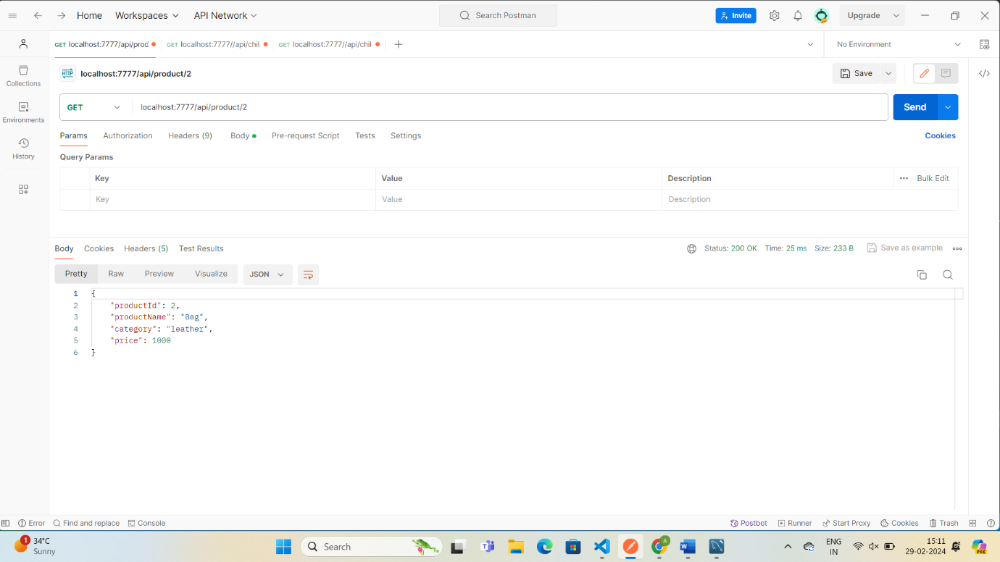 Home Workspaces API Network Search Postman Invite Upgrade
GET localhost:7777/api/prod GET localhost:7777//api/chil GET localhost:7777//api/chil No Environment
HTTP localhost:7777/api/product/2 Save
Collections
GET localhost:7777/api/product/2 Send
Environments
Params Authorization Headers (9) Body Pre-request Script Tests Settings Cookies
History
Query Params
Key Value Description Bulk Edit
Key Value Description
Body Cookies Headers (5) Test Results Status: 200 OK Time: 25 ms Size: 233 B Save as example
Pretty Raw Preview Visualize JSON
1 {
2 "productId": 2,
3 "productName": "Bag",
4 "category": "leather",
5 "price": 1000
6 }
Error Find and replace Console Postbot Runner Start Proxy Cookies Trash
1 34°C
Sunny
Search
A
W
PRE
ENG
IN
15:11
29-02-2024